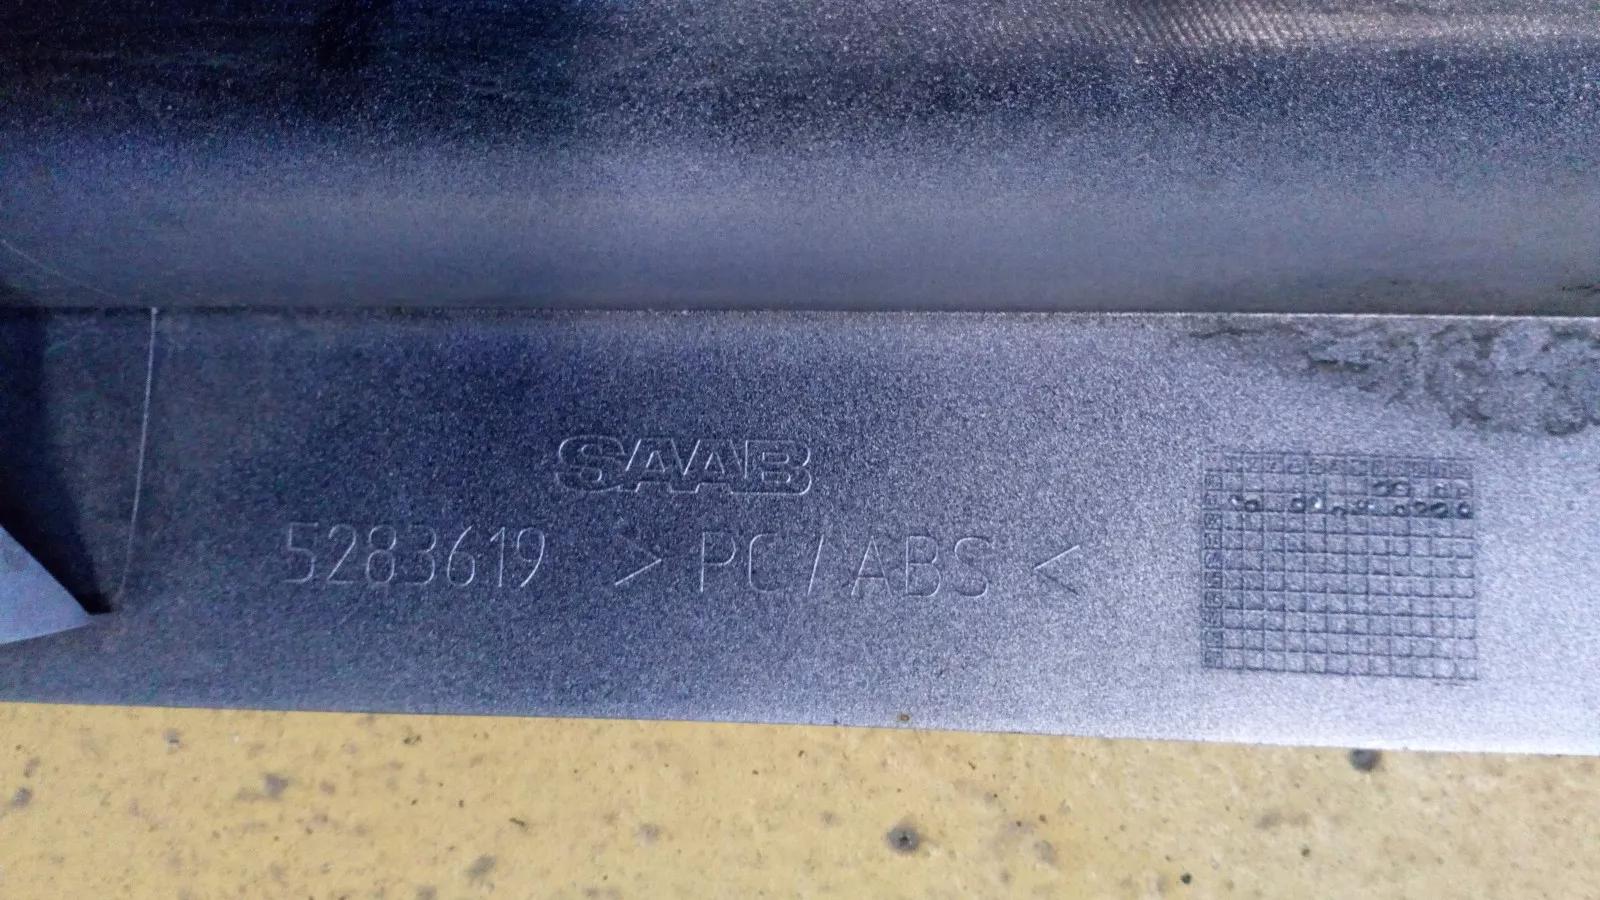 SAAB
5283619 > PC / ABS <